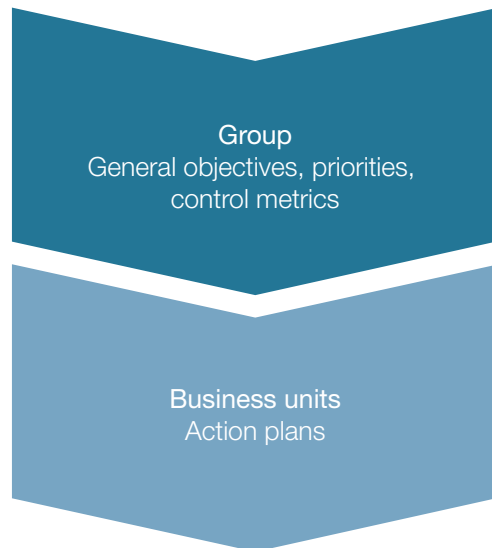 Group
General objectives, priorities,
control metrics
Business units
Action plans